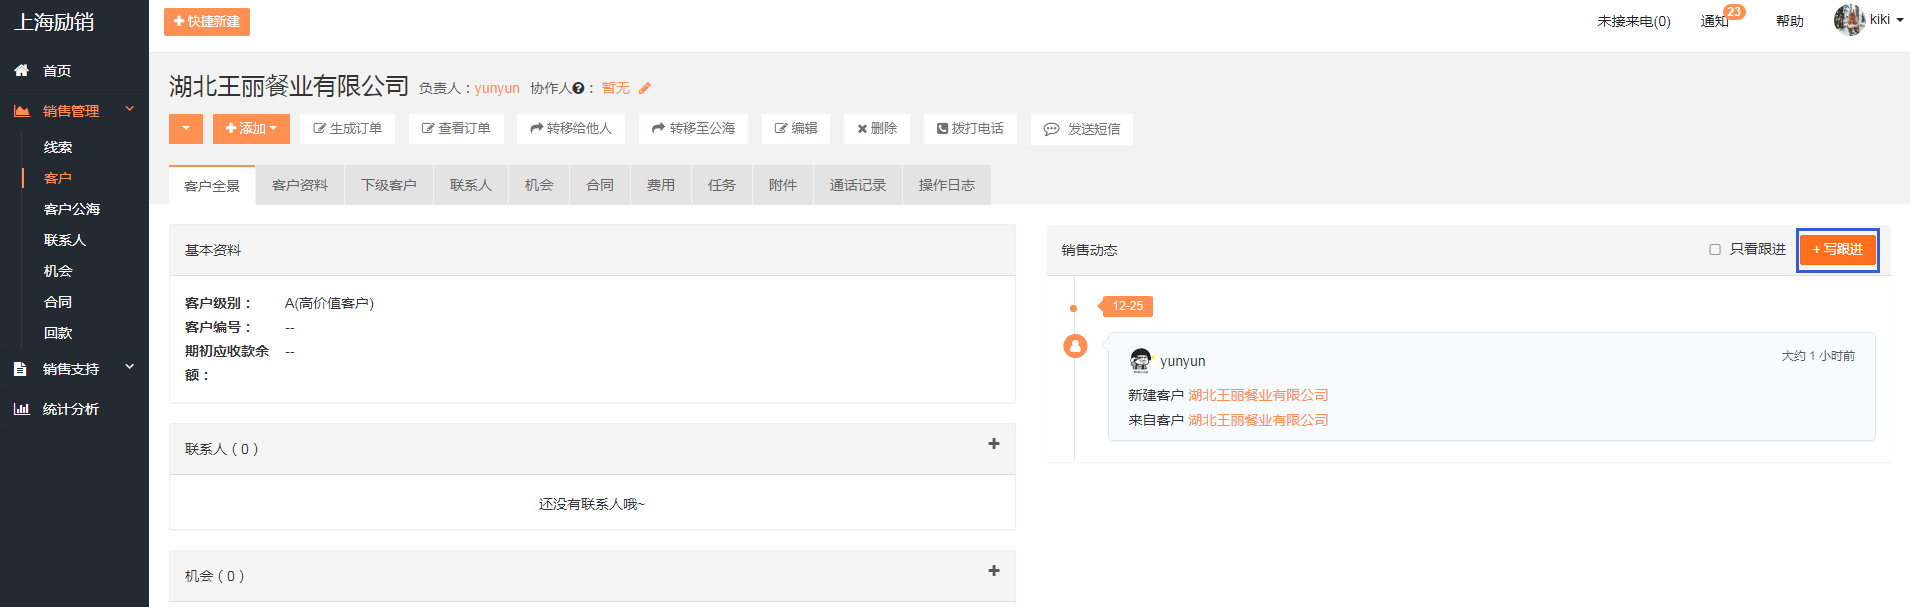 上海励销
快捷新建
未接来电(0)
通知
23
帮助
kiki
首页
销售管理
线索
客户
客户公海
联系人
机会
合同
回款
销售支持
统计分析
湖北王丽餐业有限公司 负责人：yunyun 协作人?： 暂无
添加
生成订单
查看订单
转移给他人
转移至公海
编辑
删除
拨打电话
发送短信
客户全景
客户资料
下级客户
联系人
机会
合同
费用
任务
附件
通话记录
操作日志
基本资料
客户级别： A(高价值客户)
客户编号： --
期初应收款余 --
额：
联系人 ( 0 )
还没有联系人哦~
机会 ( 0 )
销售动态
只看跟进
+ 写跟进
12-25
yunyun
大约 1 小时前
新建客户 湖北王丽餐业有限公司
来自客户 湖北王丽餐业有限公司